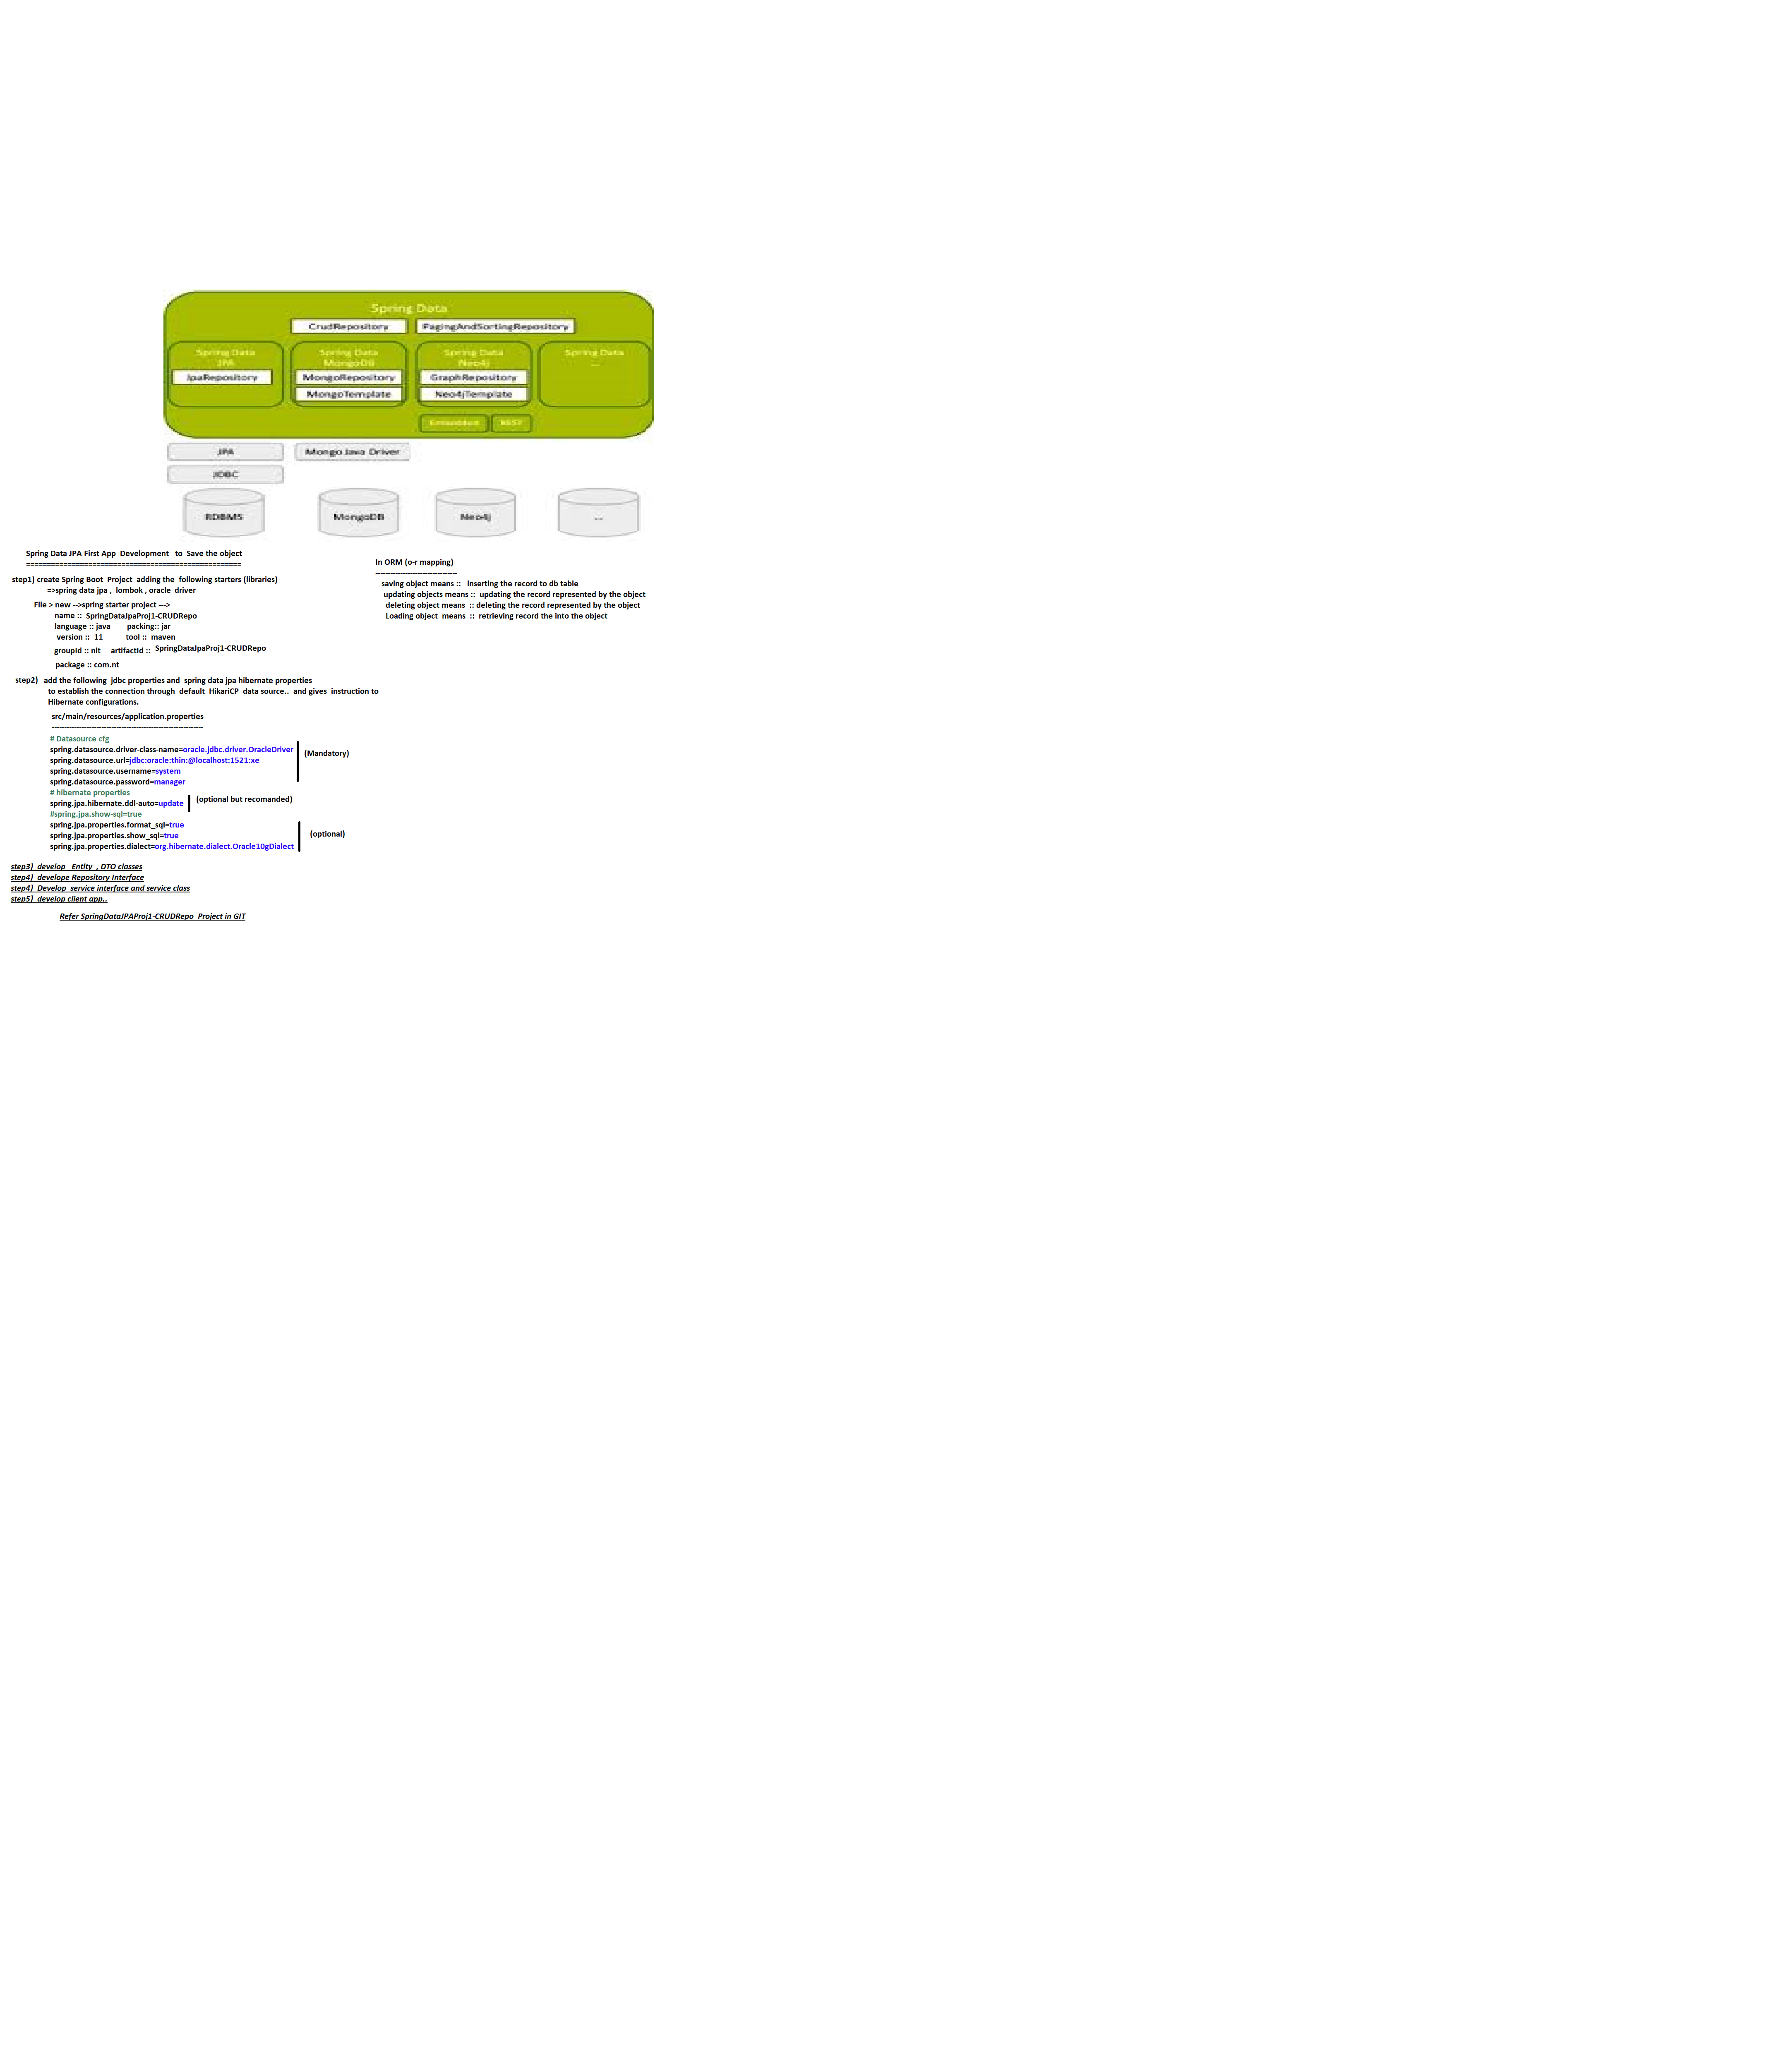 Spring Data
CrudRepository PagingAndSortingRepository
Spring Data JPA
JpaRepository
Spring Data MongoDB
MongoRepository
MongoTemplate
Spring Data Neo4j
GraphRepository
Neo4jTemplate
Spring Data ...
Embedded REST
JPA Mongo Java Driver
JDBC
RDBMS MongoDB Neo4j ...
Spring Data JPA First App Development to Save the object
====================================================
step1) create Spring Boot Project adding the following starters (libraries)
=>spring data jpa , lombok , oracle driver
File > new -->spring starter project --->
name :: SpringDataJpaProj1-CRUDRepo
language :: java packing:: jar
version :: 11 tool :: maven
groupId :: nit artifactId :: SpringDataJpaProj1-CRUDRepo
package :: com.nt
In ORM (o-r mapping)
--------------------------------
saving object means :: inserting the record to db table
updating objects means :: updating the record represented by the object
deleting object means :: deleting the record represented by the object
Loading object means :: retrieving record the into the object
step2) add the following jdbc properties and spring data jpa hibernate properties
to establish the connection through default HikariCP data source.. and gives instruction to
Hibernate configurations.
src/main/resources/application.properties
-----------------------------------------------------------
# Datasource cfg
spring.datasource.driver-class-name=oracle.jdbc.driver.OracleDriver
spring.datasource.url=jdbc:oracle:thin:@localhost:1521:xe
spring.datasource.username=system
spring.datasource.password=manager
(Mandatory)
# hibernate properties
spring.jpa.hibernate.ddl-auto=update
(optional but recomanded)
#spring.jpa.show-sql=true
spring.jpa.properties.format_sql=true
spring.jpa.properties.show_sql=true
spring.jpa.properties.dialect=org.hibernate.dialect.Oracle10gDialect
(optional)
step3) develop Entity , DTO classes
step4) develope Repository Interface
step4) Develop service interface and service class
step5) develop client app..
Refer SpringDataJPAProj1-CRUDRepo Project in GIT